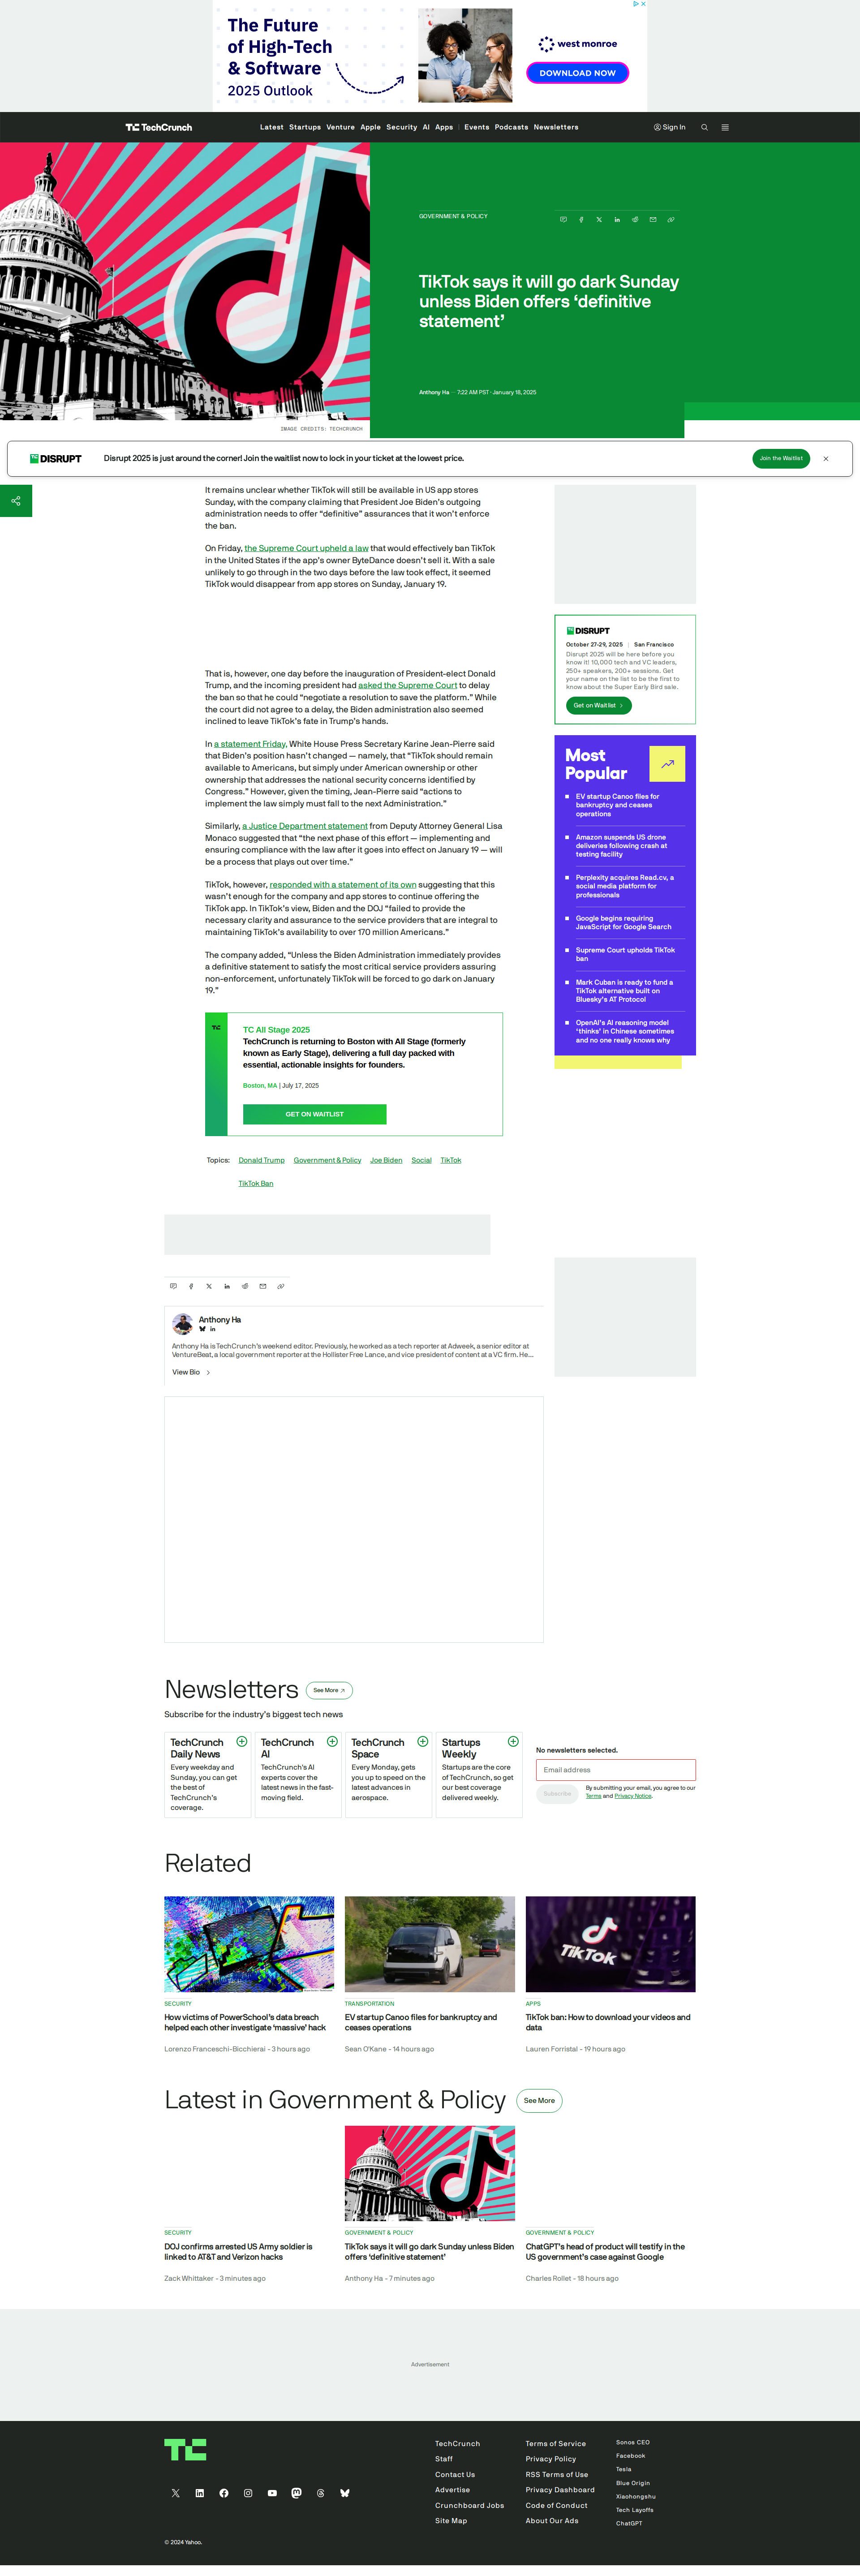 The Future
of High-Tech
& Software
2025 Outlook
west monroe
DOWNLOAD NOW
TechCrunch
Latest Startups Venture Apple Security AI Apps | Events Podcasts Newsletters
Sign In
GOVERNMENT & POLICY
TikTok says it will go dark Sunday
unless Biden offers ‘definitive
statement’
Anthony Ha — 7:22 AM PST · January 18, 2025
IMAGE CREDITS: TECHCRUNCH
DISRUPT
Disrupt 2025 is just around the corner! Join the waitlist now to lock in your ticket at the lowest price.
Join the Waitlist
It remains unclear whether TikTok will still be available in US app stores
Sunday, with the company claiming that President Joe Biden’s outgoing
administration needs to offer “definitive” assurances that it won’t enforce
the ban.
On Friday, the Supreme Court upheld a law that would effectively ban TikTok
in the United States if the app’s owner ByteDance doesn’t sell it. With a sale
unlikely to go through in the two days before the law took effect, it seemed
TikTok would disappear from app stores on Sunday, January 19.
That is, however, one day before the inauguration of President-elect Donald
Trump, and the incoming president had asked the Supreme Court to delay
the ban so that he could “negotiate a resolution to save the platform.” While
the court did not agree to a delay, the Biden administration also seemed
inclined to leave TikTok’s fate in Trump’s hands.
In a statement Friday, White House Press Secretary Karine Jean-Pierre said
that Biden’s position hasn’t changed — namely, that “TikTok should remain
available to Americans, but simply under American ownership or other
ownership that addresses the national security concerns identified by
Congress.” However, given the timing, Jean-Pierre said “actions to
implement the law simply must fall to the next Administration.”
Similarly, a Justice Department statement from Deputy Attorney General Lisa
Monaco suggested that “the next phase of this effort — implementing and
ensuring compliance with the law after it goes into effect on January 19 — will
be a process that plays out over time.”
TikTok, however, responded with a statement of its own suggesting that this
wasn’t enough for the company and app stores to continue offering the
TikTok app. In TikTok’s view, Biden and the DOJ “failed to provide the
necessary clarity and assurance to the service providers that are integral to
maintaining TikTok’s availability to over 170 million Americans.”
The company added, “Unless the Biden Administration immediately provides
a definitive statement to satisfy the most critical service providers assuring
non-enforcement, unfortunately TikTok will be forced to go dark on January
19.”
TC All Stage 2025
TechCrunch is returning to Boston with All Stage (formerly
known as Early Stage), delivering a full day packed with
essential, actionable insights for founders.
Boston, MA | July 17, 2025
GET ON WAITLIST
Topics: Donald Trump Government & Policy Joe Biden Social TikTok
TikTok Ban
DISRUPT
October 27-29, 2025 | San Francisco
Disrupt 2025 will be here before you
know it! 10,000 tech and VC leaders,
250+ speakers, 200+ sessions. Get
your name on the list to be the first to
know about the Super Early Bird sale.
Get on Waitlist
Most
Popular
EV startup Canoo files for
bankruptcy and ceases
operations
Amazon suspends US drone
deliveries following crash at
testing facility
Perplexity acquires Read.cv, a
social media platform for
professionals
Google begins requiring
JavaScript for Google Search
Supreme Court upholds TikTok
ban
Mark Cuban is ready to fund a
TikTok alternative built on
Bluesky’s AT Protocol
OpenAI’s AI reasoning model
‘thinks’ in Chinese sometimes
and no one really knows why
Anthony Ha
Anthony Ha is TechCrunch’s weekend editor. Previously, he worked as a tech reporter at Adweek, a senior editor at
VentureBeat, a local government reporter at the Hollister Free Lance, and vice president of content at a VC firm. He…
View Bio
Newsletters
See More
Subscribe for the industry’s biggest tech news
TechCrunch
Daily News
Every weekday and
Sunday, you can get
the best of
TechCrunch’s
coverage.
TechCrunch
AI
TechCrunch's AI
experts cover the
latest news in the fast-
moving field.
TechCrunch
Space
Every Monday, gets
you up to speed on the
latest advances in
aerospace.
Startups
Weekly
Startups are the core
of TechCrunch, so get
our best coverage
delivered weekly.
No newsletters selected.
Email address
Subscribe
By submitting your email, you agree to our
Terms and Privacy Notice.
Related
TikTok
SECURITY
How victims of PowerSchool’s data breach
helped each other investigate ‘massive’ hack
Lorenzo Franceschi-Bicchierai - 3 hours ago
TRANSPORTATION
EV startup Canoo files for bankruptcy and
ceases operations
Sean O'Kane - 14 hours ago
APPS
TikTok ban: How to download your videos and
data
Lauren Forristal - 19 hours ago
Latest in Government & Policy
See More
SECURITY
DOJ confirms arrested US Army soldier is
linked to AT&T and Verizon hacks
Zack Whittaker - 3 minutes ago
GOVERNMENT & POLICY
TikTok says it will go dark Sunday unless Biden
offers ‘definitive statement’
Anthony Ha - 7 minutes ago
GOVERNMENT & POLICY
ChatGPT’s head of product will testify in the
US government’s case against Google
Charles Rollet - 18 hours ago
Advertisement
TC
TechCrunch
Staff
Contact Us
Advertise
Crunchboard Jobs
Site Map
Terms of Service
Privacy Policy
RSS Terms of Use
Privacy Dashboard
Code of Conduct
About Our Ads
Sonos CEO
Facebook
Tesla
Blue Origin
Xiaohongshu
Tech Layoffs
ChatGPT
© 2024 Yahoo.